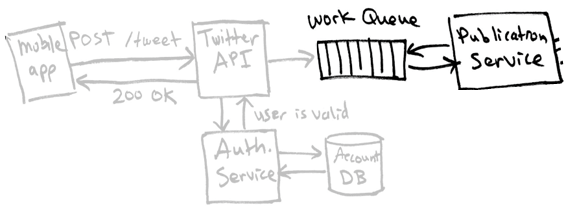 work Queue
mobile
app
POST /tweet
200 OK
Twitter
API
Publication
Service
user is valid
Auth.
Service
Account
DB